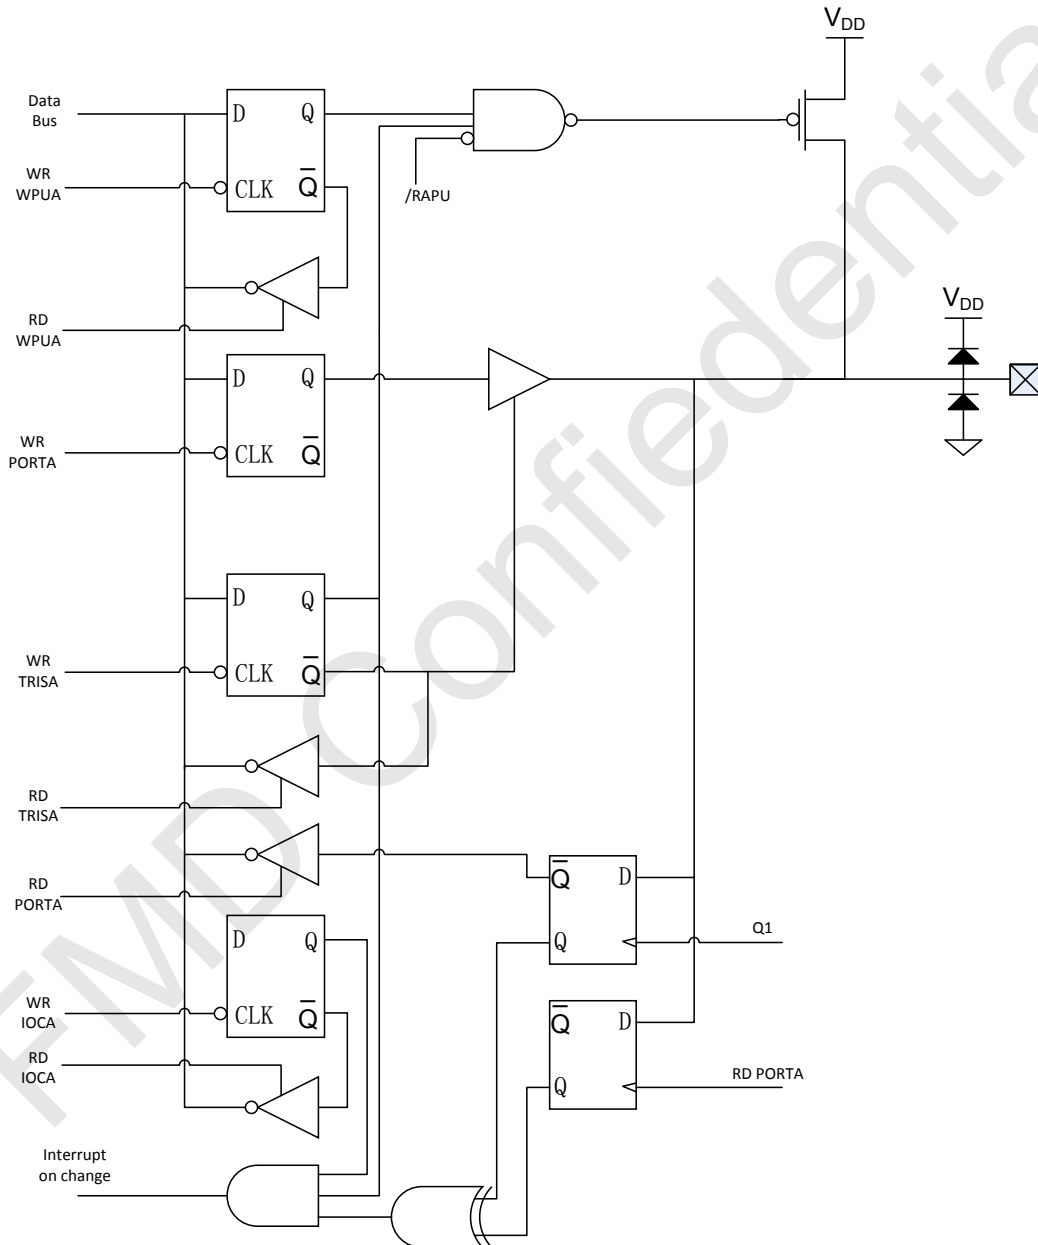 VDD
Data
Bus
D
Q
WR
WPUA
CLK
Q
/RAPU
RD
WPUA
VDD
D
Q
WR
PORTA
CLK
Q
D
Q
WR
TRISA
CLK
Q
RD
TRISA
RD
PORTA
Q
D
Q
Q1
D
Q
WR
IOCA
CLK
Q
RD
IOCA
Q
D
Q
RD PORTA
Interrupt
on change
FMD Confiedential